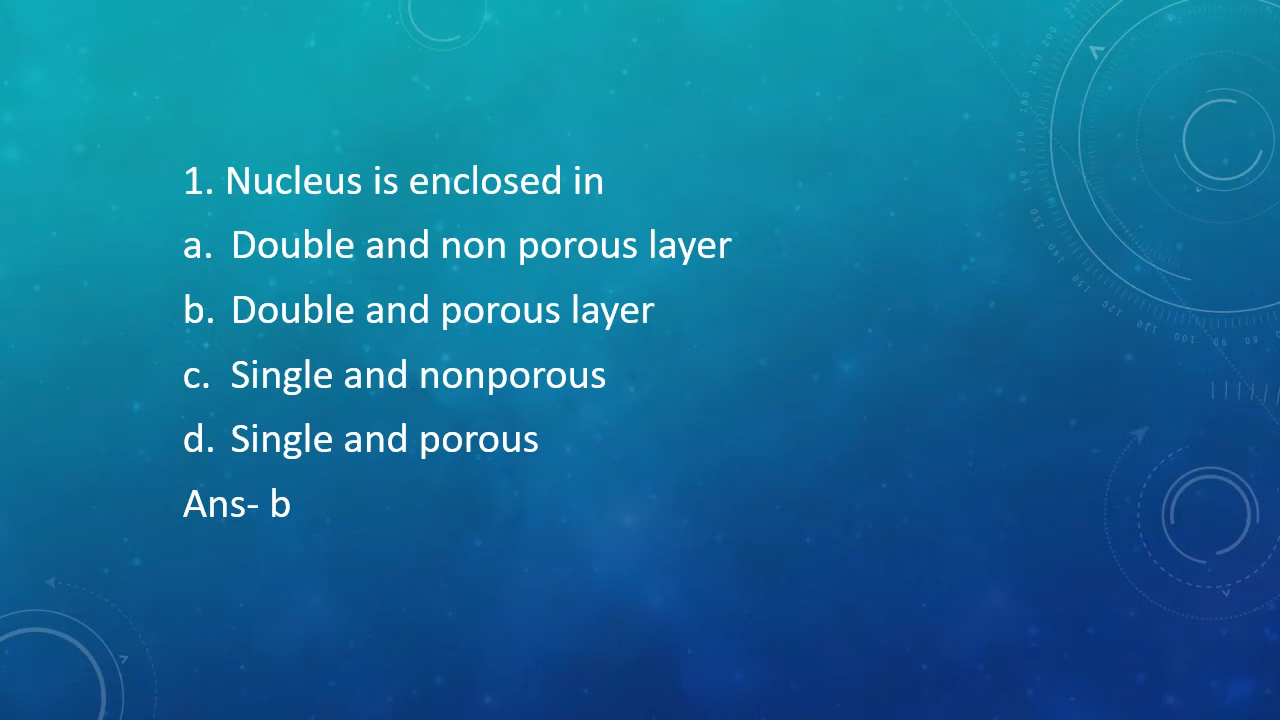 1. Nucleus is enclosed in
a. Double and non porous layer
b. Double and porous layer
c. Single and nonporous
d. Single and porous
Ans- b